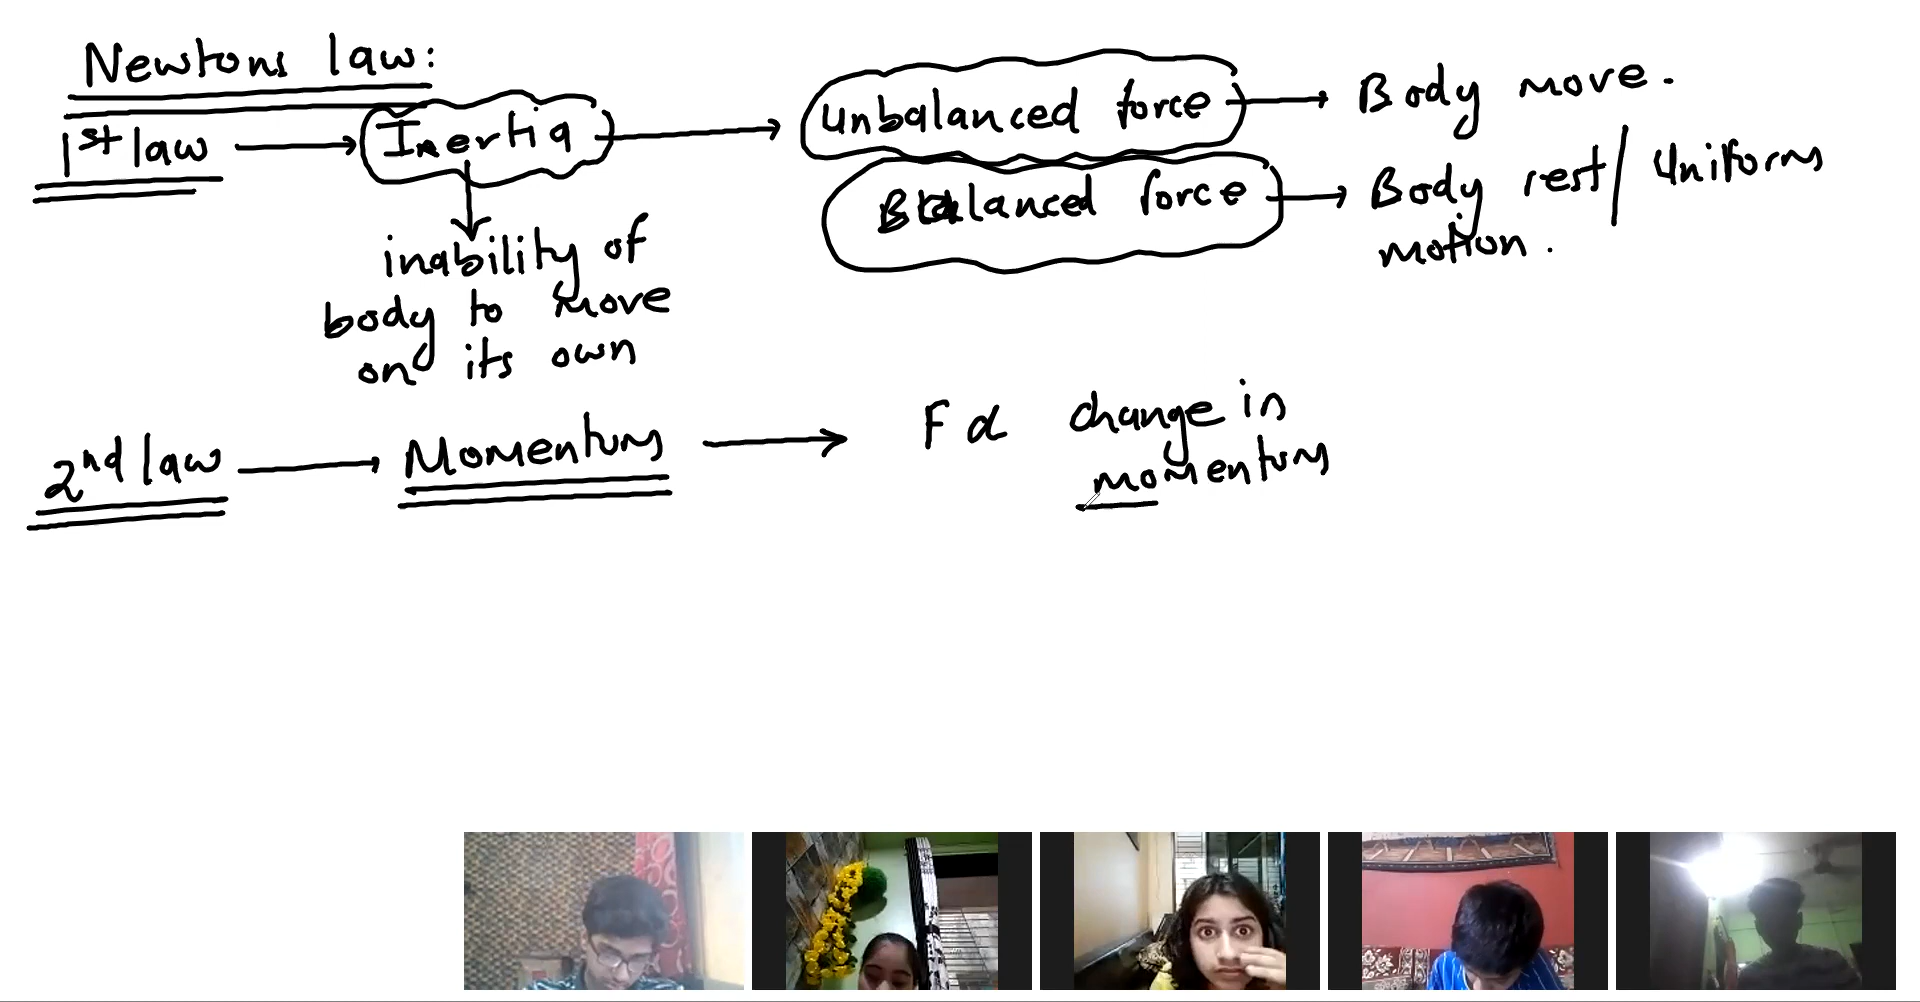 Newtons law:
1st law → Inertia → unbalanced force → Body move.
Balanced force → Body rest / uniform
motion.
inability of
body to move
on its own
2nd law → Momentum → F ∝ change in
momentum